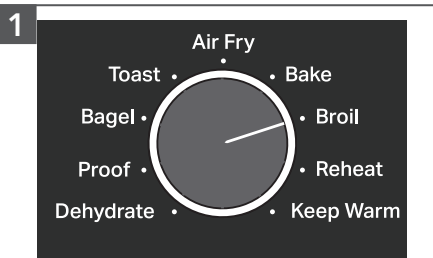 1
Air Fry
Toast Bake
Bagel Broil
Proof Reheat
Dehydrate Keep Warm